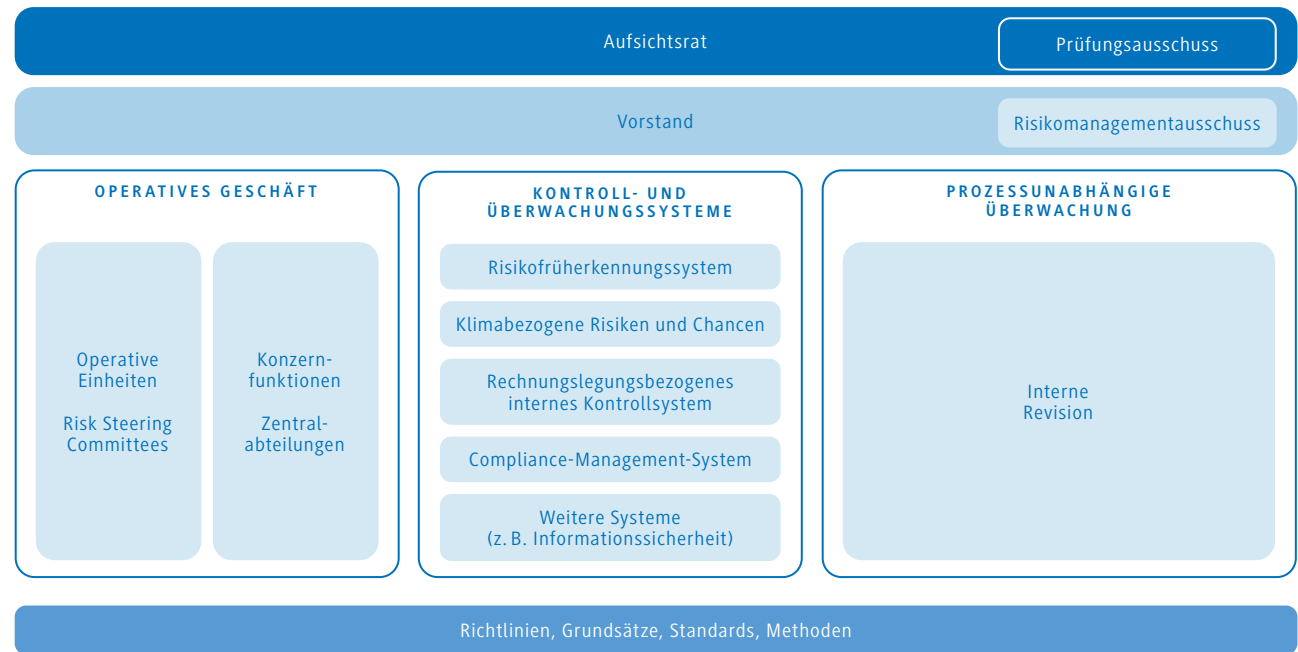 Aufsichtsrat
Prüfungsausschuss
Vorstand
Risikomanagementausschuss
OPERATIVES GESCHÄFT
Operative
Einheiten
Risk Steering
Committees
Konzern-
funktionen
Zentral-
abteilungen
KONTROLL- UND
ÜBERWACHUNGSSYSTEME
Risikofrüherkennungssystem
Klimabezogene Risiken und Chancen
Rechnungslegungsbezogenes
internes Kontrollsystem
Compliance-Management-System
Weitere Systeme
(z. B. Informationssicherheit)
PROZESSUNABHÄNGIGE
ÜBERWACHUNG
Interne
Revision
Richtlinien, Grundsätze, Standards, Methoden